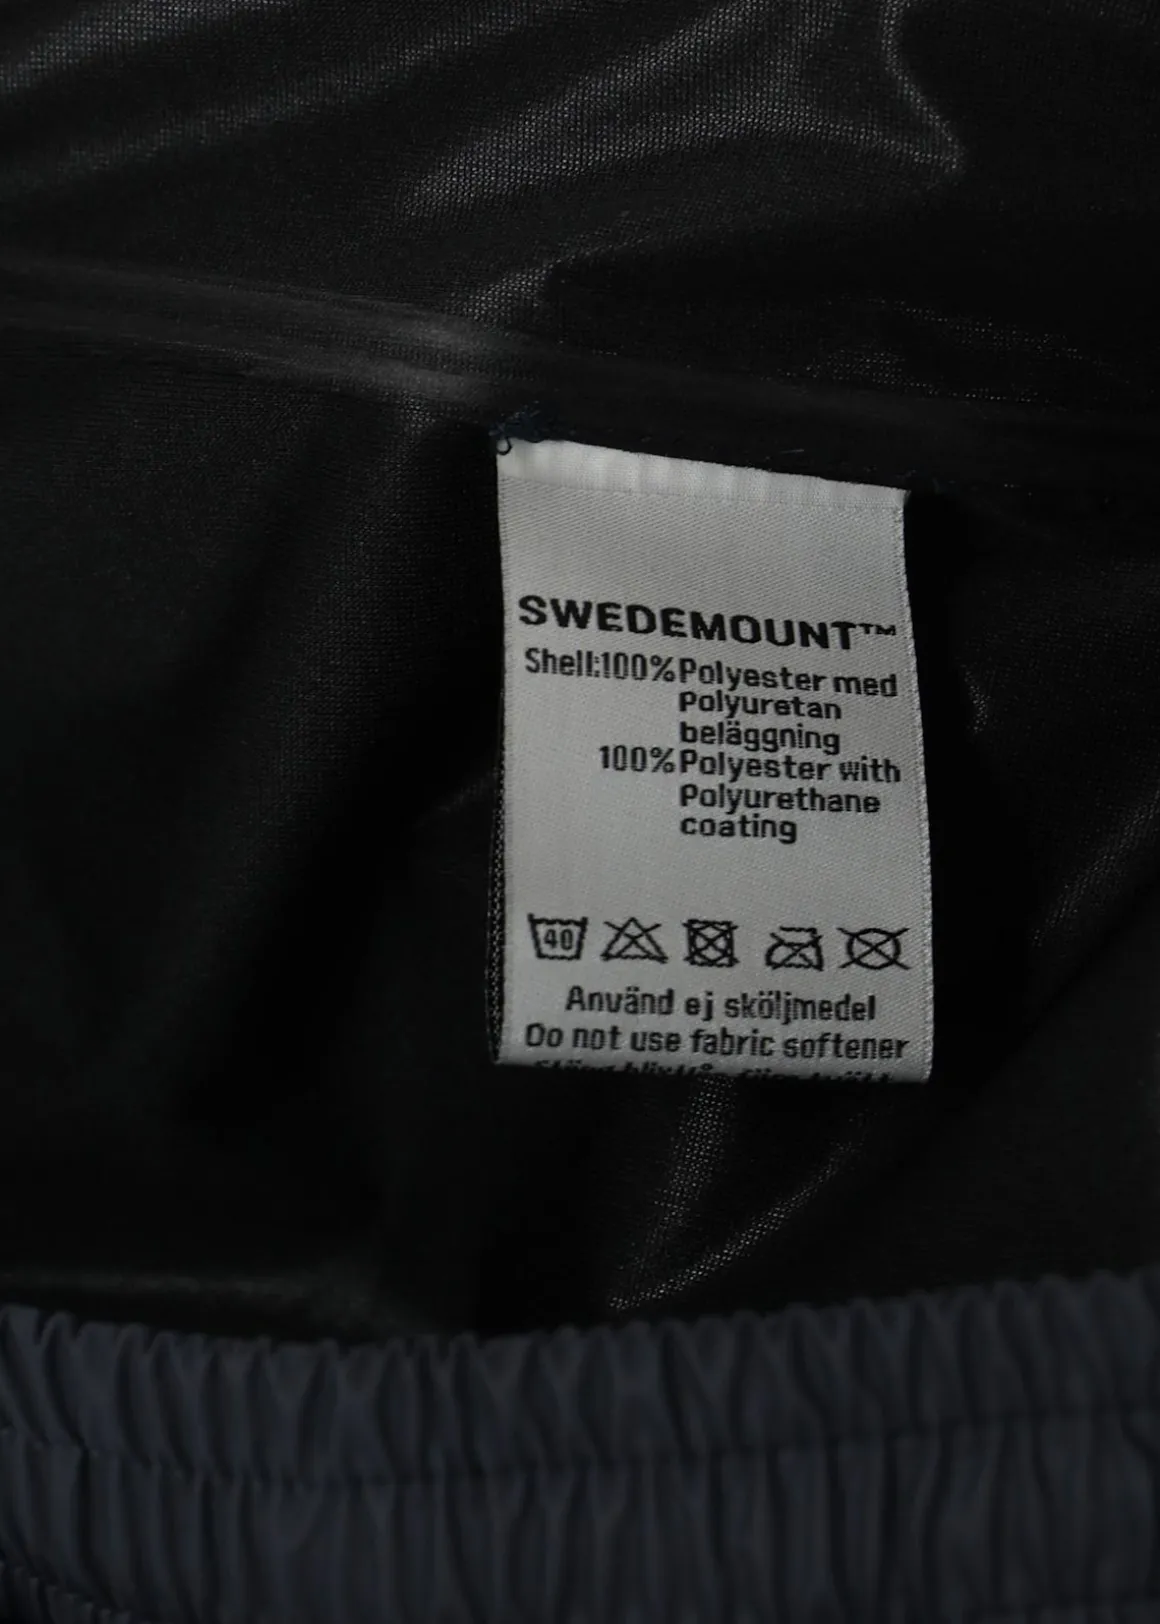 SWEDEMOUNT™
Shell:100% Polyester med
Polyuretan
beläggning
100% Polyester with
Polyurethane
coating
40
Använd ej sköljmedel
Do not use fabric softener